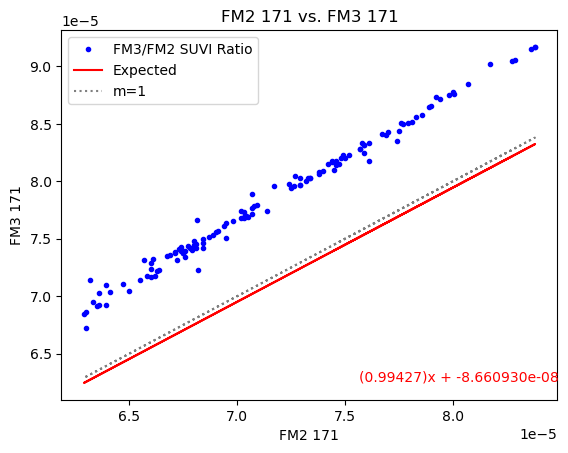 FM2 171 vs. FM3 171
1e−5
FM3/FM2 SUVI Ratio
Expected
m=1
9.0
8.5
8.0
7.5
7.0
6.5
FM3 171
(0.99427)x + -8.660930e-08
6.5 7.0 7.5 8.0
FM2 171
1e−5